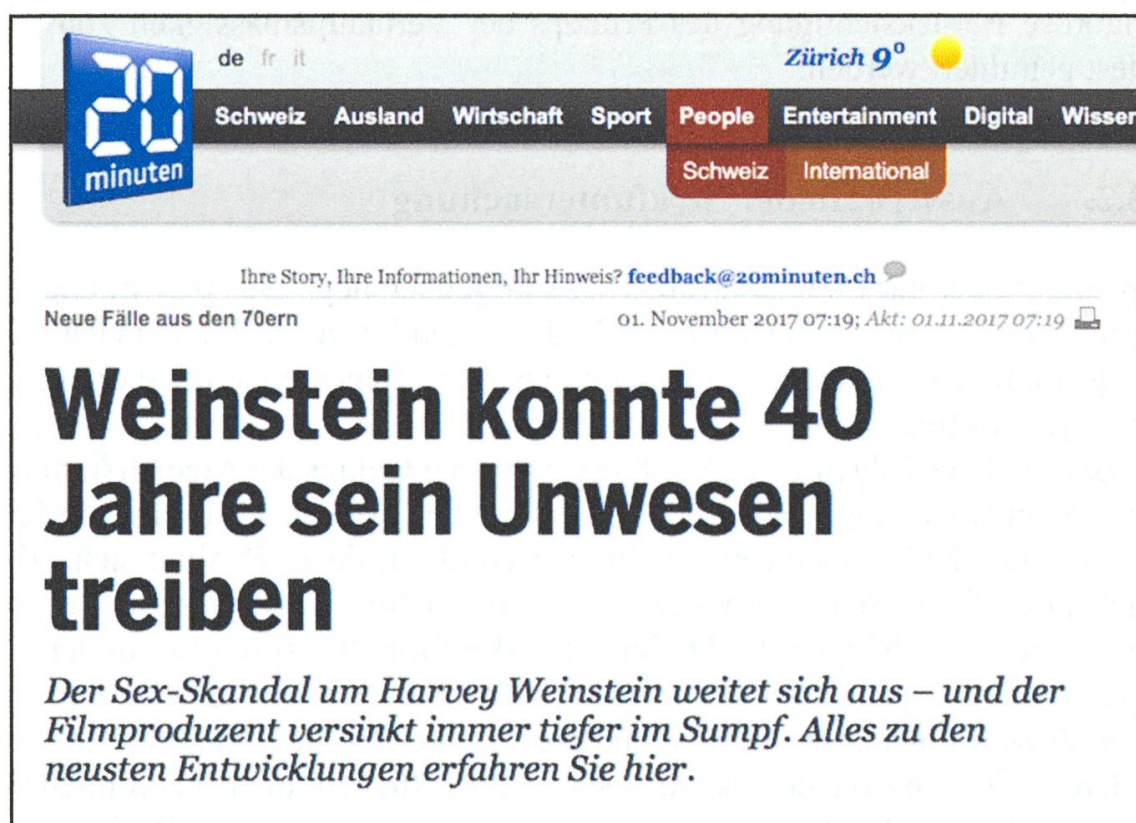 20
minuten
de fr it
Zürich 9°
Schweiz Ausland Wirtschaft Sport People Entertainment Digital Wissen
Schweiz International
Ihre Story, Ihre Informationen, Ihr Hinweis? feedback@20minuten.ch
Neue Fälle aus den 70ern
01. November 2017 07:19; Akt: 01.11.2017 07:19
Weinstein konnte 40
Jahre sein Unwesen
treiben
Der Sex-Skandal um Harvey Weinstein weitet sich aus – und der
Filmproduzent versinkt immer tiefer im Sumpf. Alles zu den
neusten Entwicklungen erfahren Sie hier.